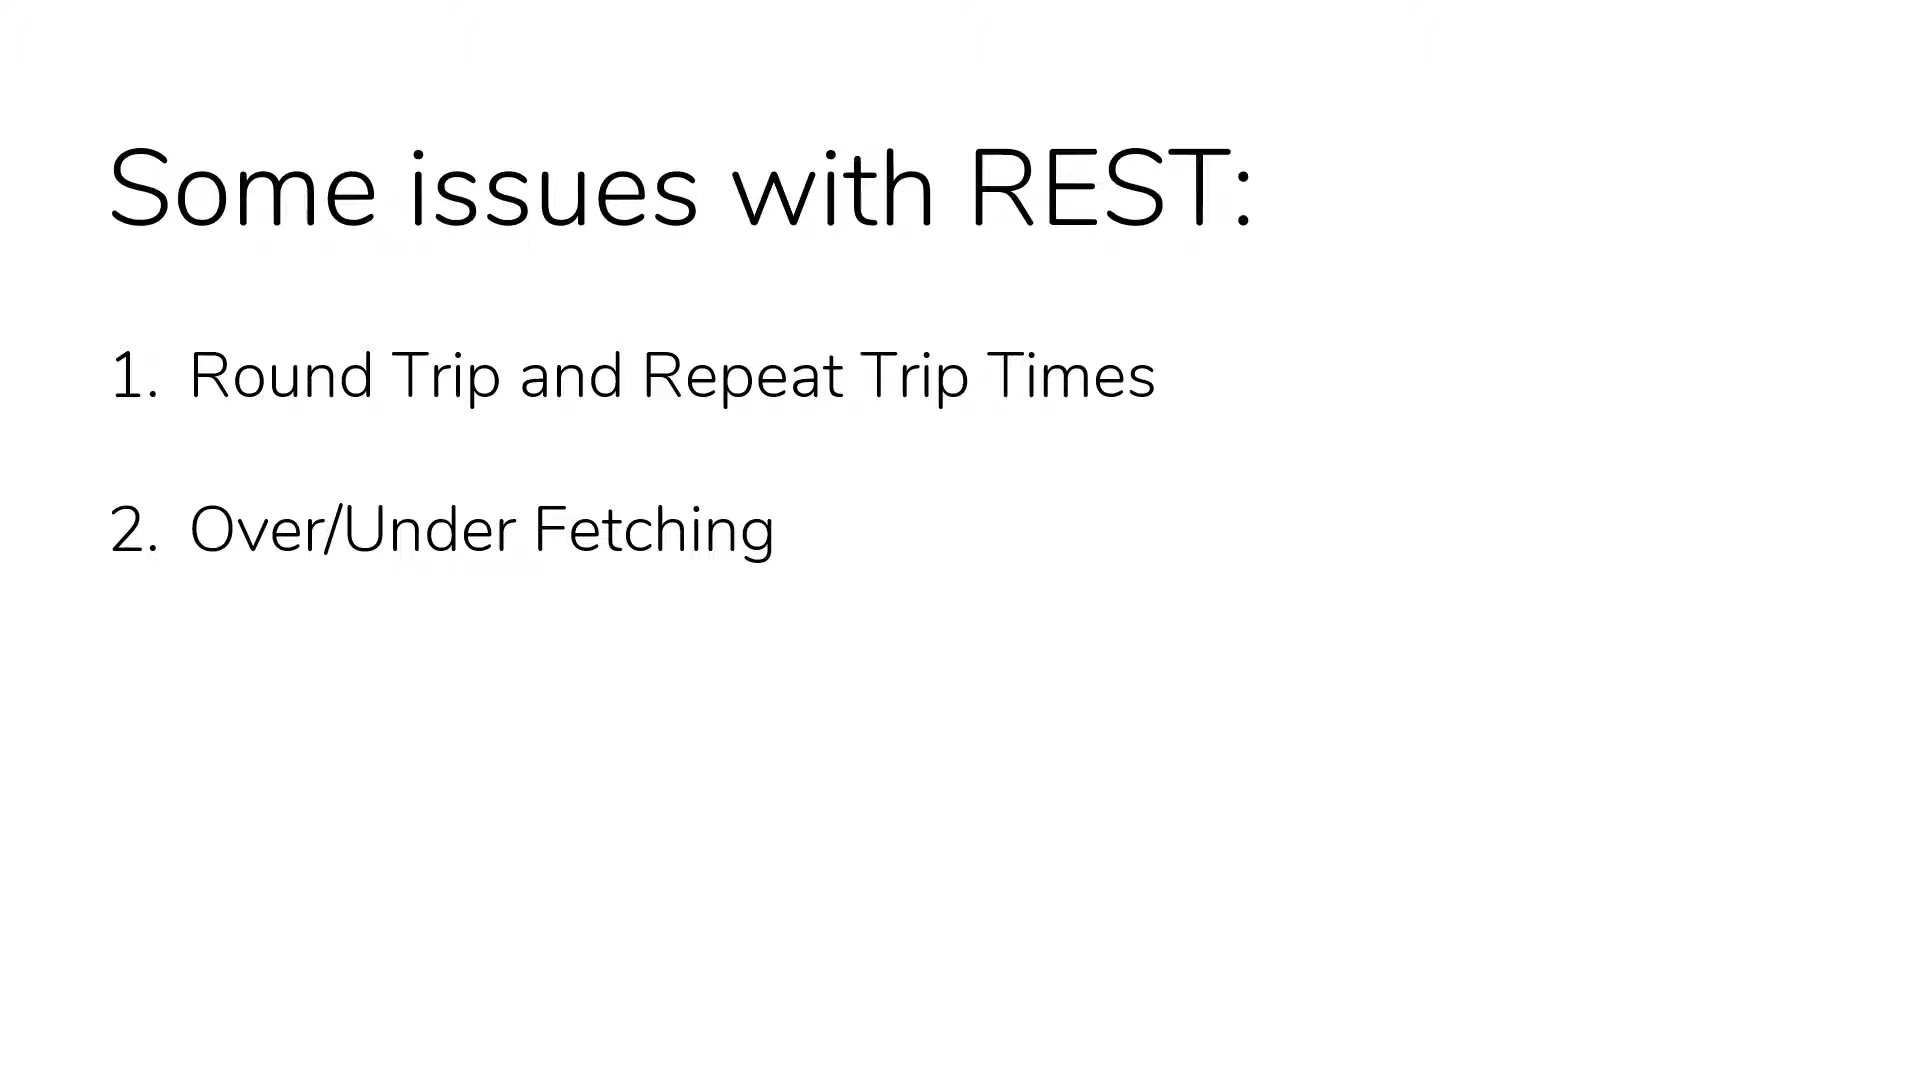 Some issues with REST:
1. Round Trip and Repeat Trip Times
2. Over/Under Fetching